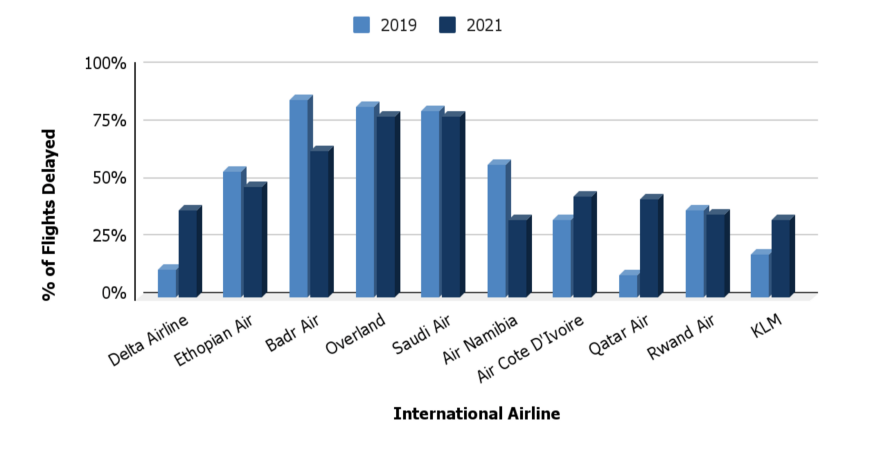 2019 2021
100%
75%
50%
25%
0%
% of Flights Delayed
Delta Airline
Ethopian Air
Badr Air
Overland
Saudi Air
Air Namibia
Air Cote D'Ivoire
Qatar Air
Rwand Air
KLM
International Airline